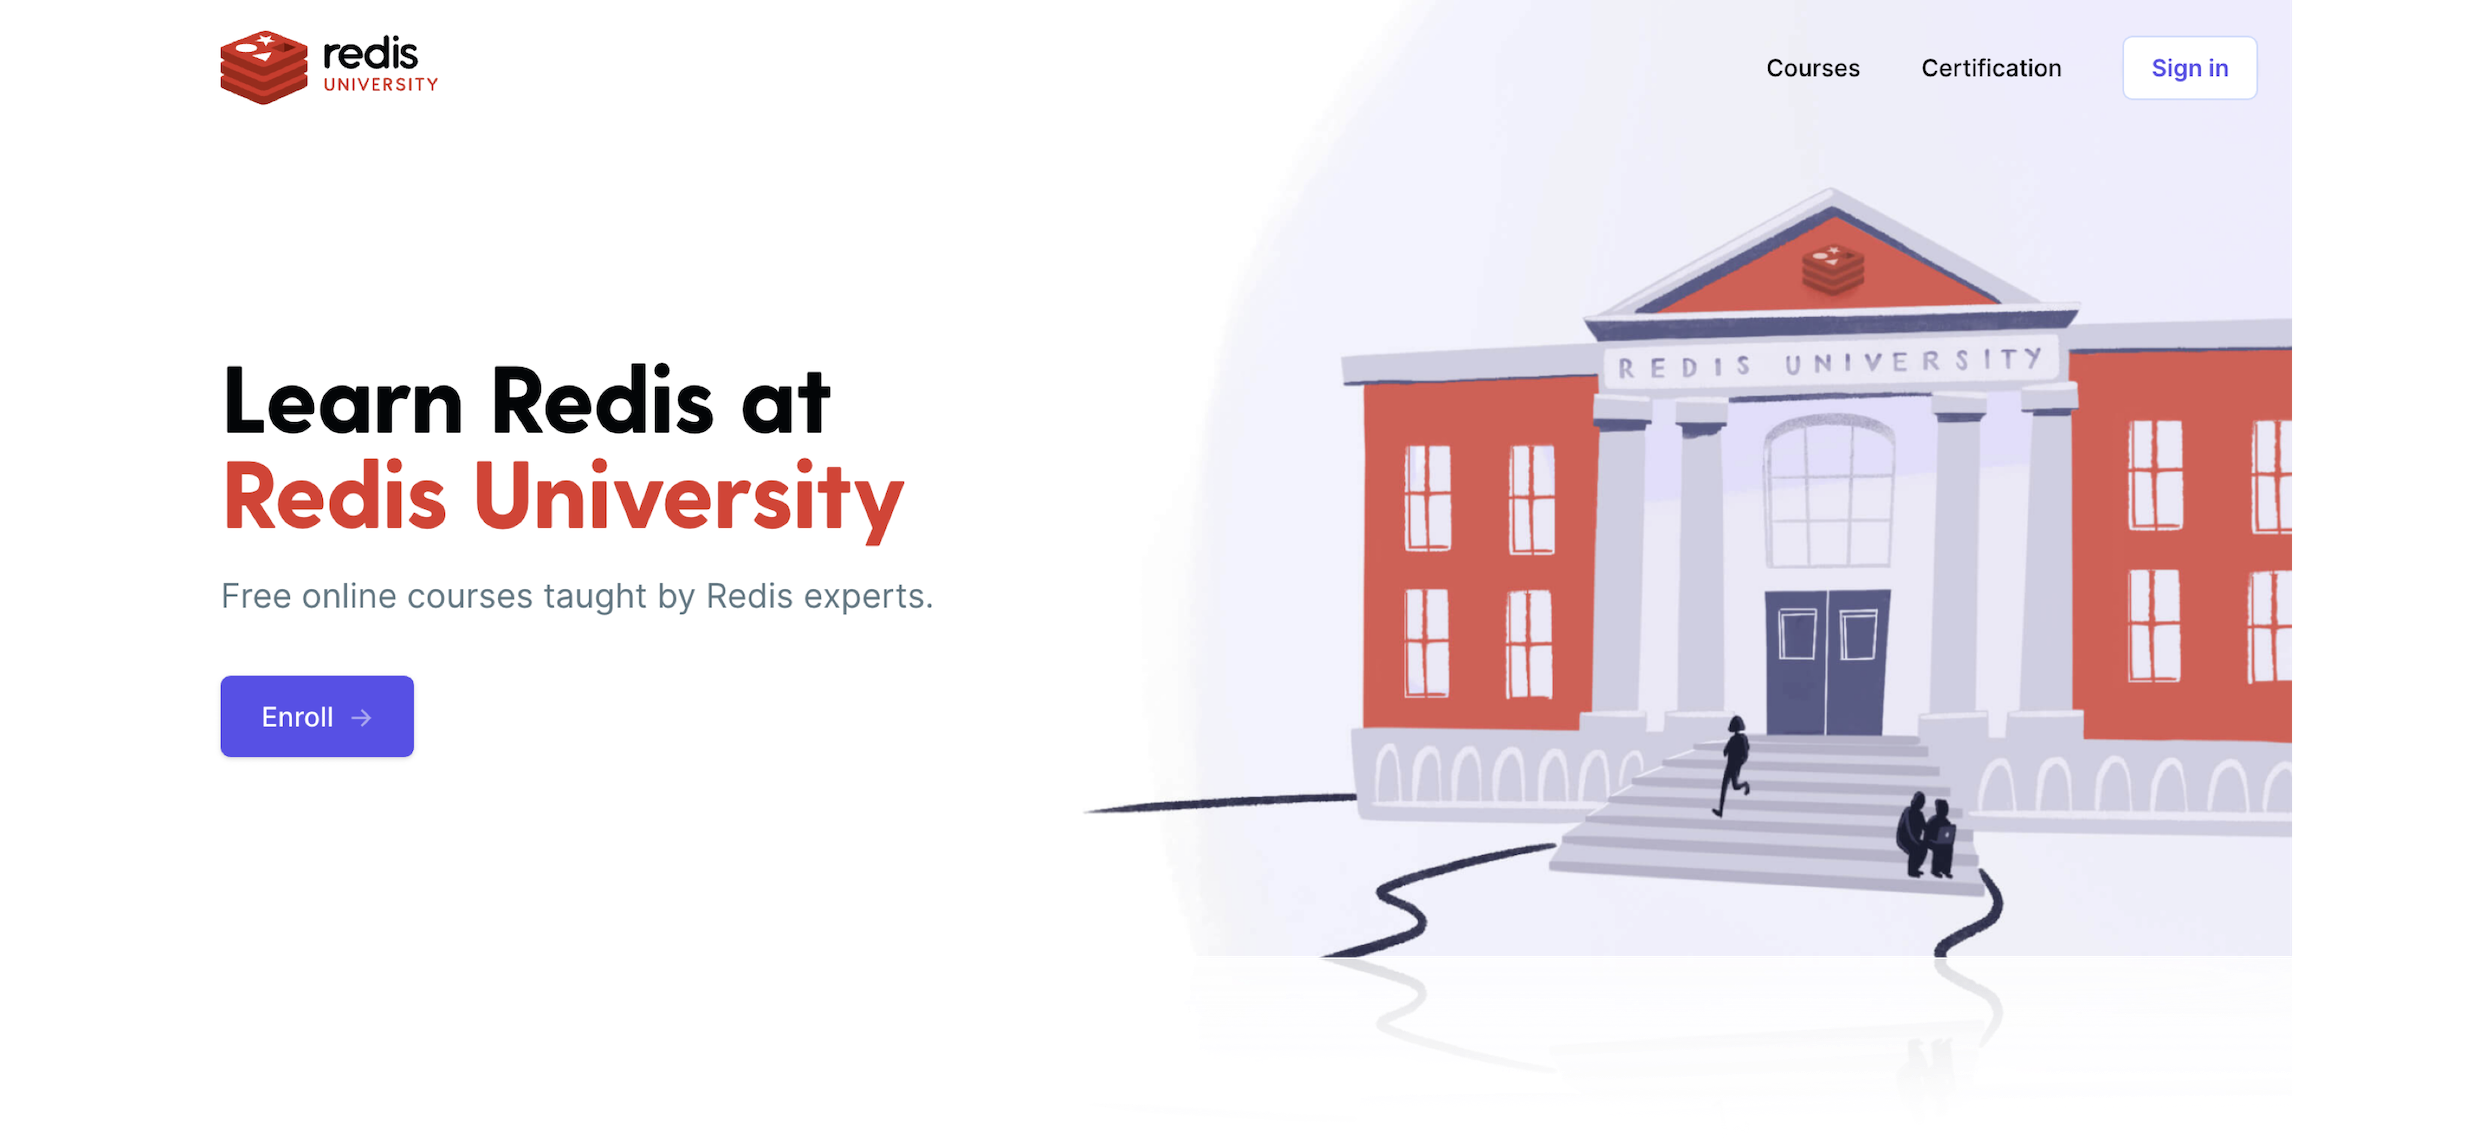 redis
UNIVERSITY
Courses
Certification
Sign in
REDIS UNIVERSITY
Learn Redis at
Redis University
Free online courses taught by Redis experts.
Enroll →